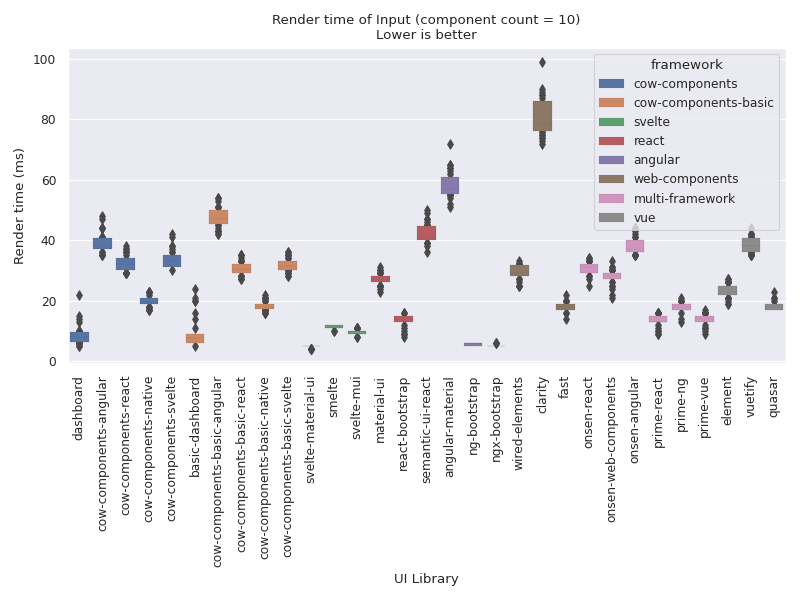 Render time of Input (component count = 10)
Lower is better
Render time (ms)
100
80
60
40
20
0
framework
cow-components
cow-components-basic
svelte
react
angular
web-components
multi-framework
vue
dashboard
cow-components-angular
cow-components-react
cow-components-native
cow-components-svelte
basic-dashboard
cow-components-basic-angular
cow-components-basic-react
cow-components-basic-native
cow-components-basic-svelte
svelte-material-ui
smelte
svelte-mui
material-ui
react-bootstrap
semantic-ui-react
angular-material
ng-bootstrap
ngx-bootstrap
wired-elements
clarity
fast
onsen-react
onsen-web-components
onsen-angular
prime-react
prime-ng
prime-vue
element
vuetify
quasar
UI Library